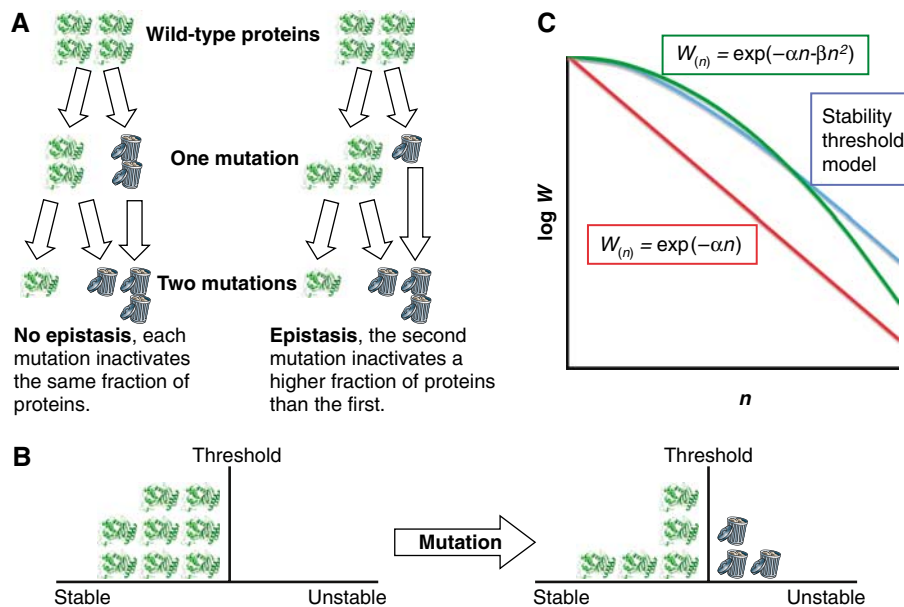 A
Wild-type proteins
One mutation
Two mutations
No epistasis, each
mutation inactivates
the same fraction of
proteins.
Epistasis, the second
mutation inactivates a
higher fraction of proteins
than the first.
C
W(n) = exp(−αn-βn²)
Stability
threshold
model
W(n) = exp(−αn)
log W
n
B
Threshold
Stable
Unstable
Mutation
Threshold
Stable
Unstable